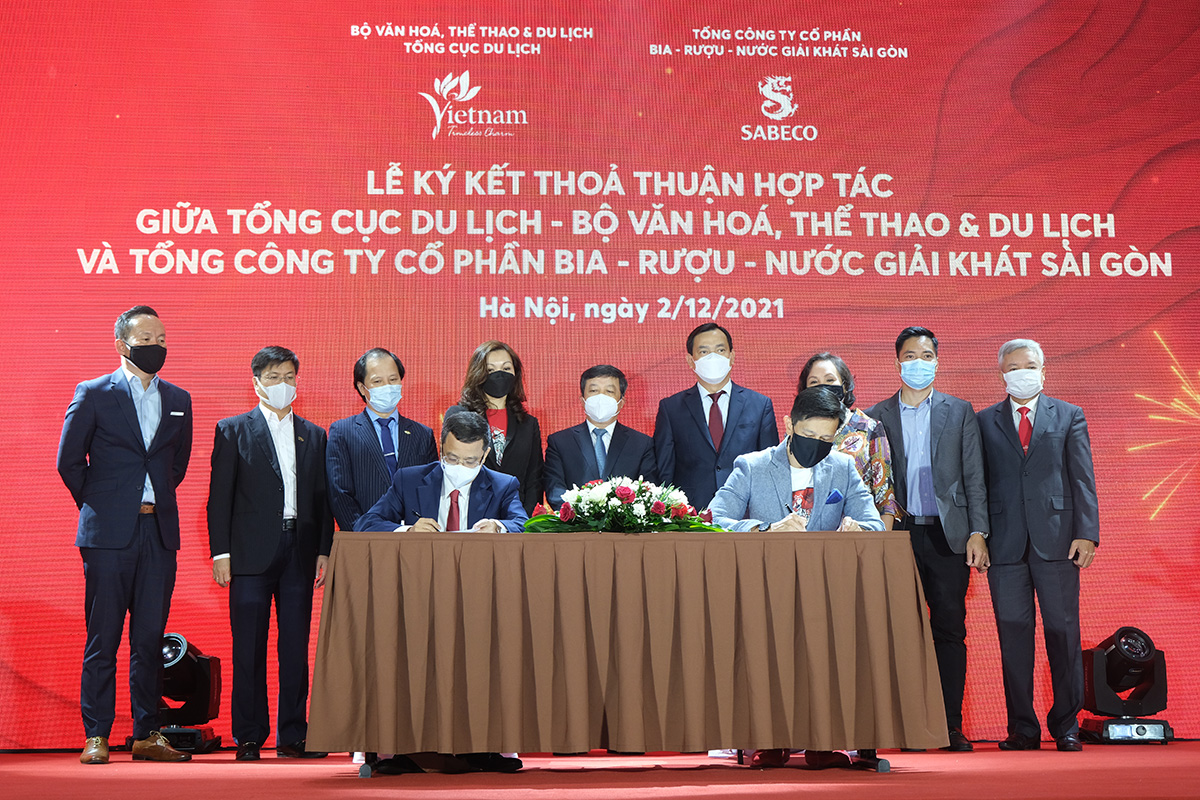 BỘ VĂN HOÁ, THỂ THAO & DU LỊCH
TỔNG CỤC DU LỊCH
Vietnam
Timeless Charm
TỔNG CÔNG TY CỔ PHẦN
BIA - RƯỢU - NƯỚC GIẢI KHÁT SÀI GÒN
SABECO
LỄ KÝ KẾT THOẢ THUẬN HỢP TÁC
GIỮA TỔNG CỤC DU LỊCH - BỘ VĂN HOÁ, THỂ THAO & DU LỊCH
VÀ TỔNG CÔNG TY CỔ PHẦN BIA - RƯỢU - NƯỚC GIẢI KHÁT SÀI GÒN
Hà Nội, ngày 2/12/2021